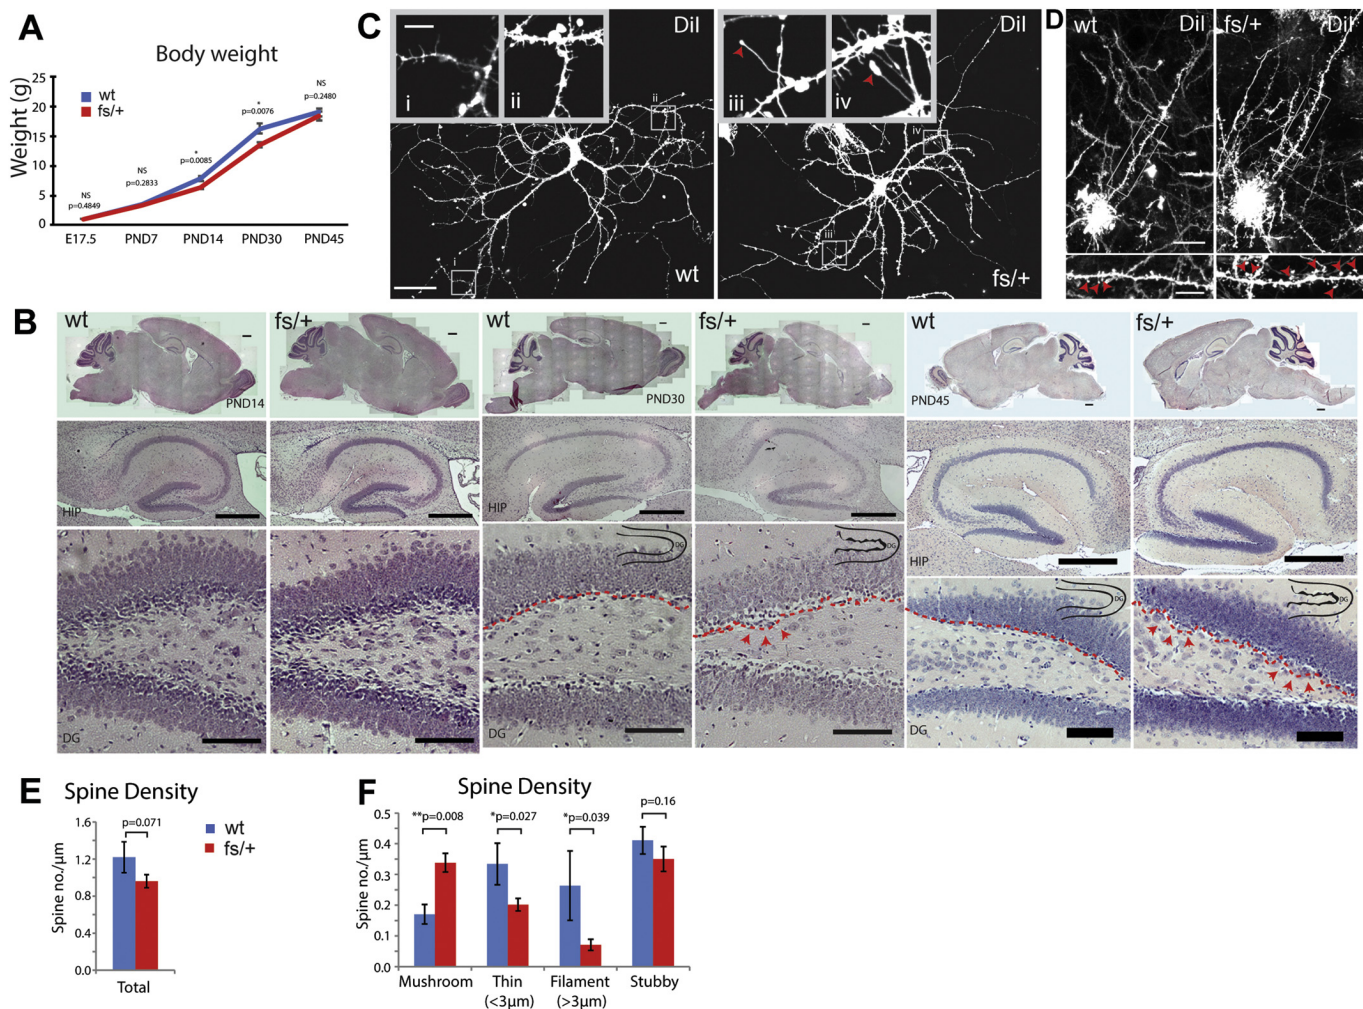 A
Body weight
Weight (g)
25
20
15
10
5
0
wt
fs/+
NS
p=0.4849
NS
p=0.2833
*
p=0.0085
*
p=0.0076
NS
p=0.2480
E17.5
PND7
PND14
PND30
PND45
C
i
ii
DiI
ii
i
wt
iii
iv
DiI
iv
iii
fs/+
D
wt
DiI
fs/+
DiI
B
wt
PND14
fs/+
wt
PND30
fs/+
wt
PND45
fs/+
HIP
HIP
DG
DG
DG
DG
DG
E
Spine Density
Spine no./μm
1.6
1.2
0.8
0.4
0.0
p=0.071
Total
wt
fs/+
F
Spine Density
Spine no./μm
0.5
0.4
0.3
0.2
0.1
0.0
**p=0.008
*p=0.027
*p=0.039
p=0.16
Mushroom
Thin
(<3μm)
Filament
(>3μm)
Stubby